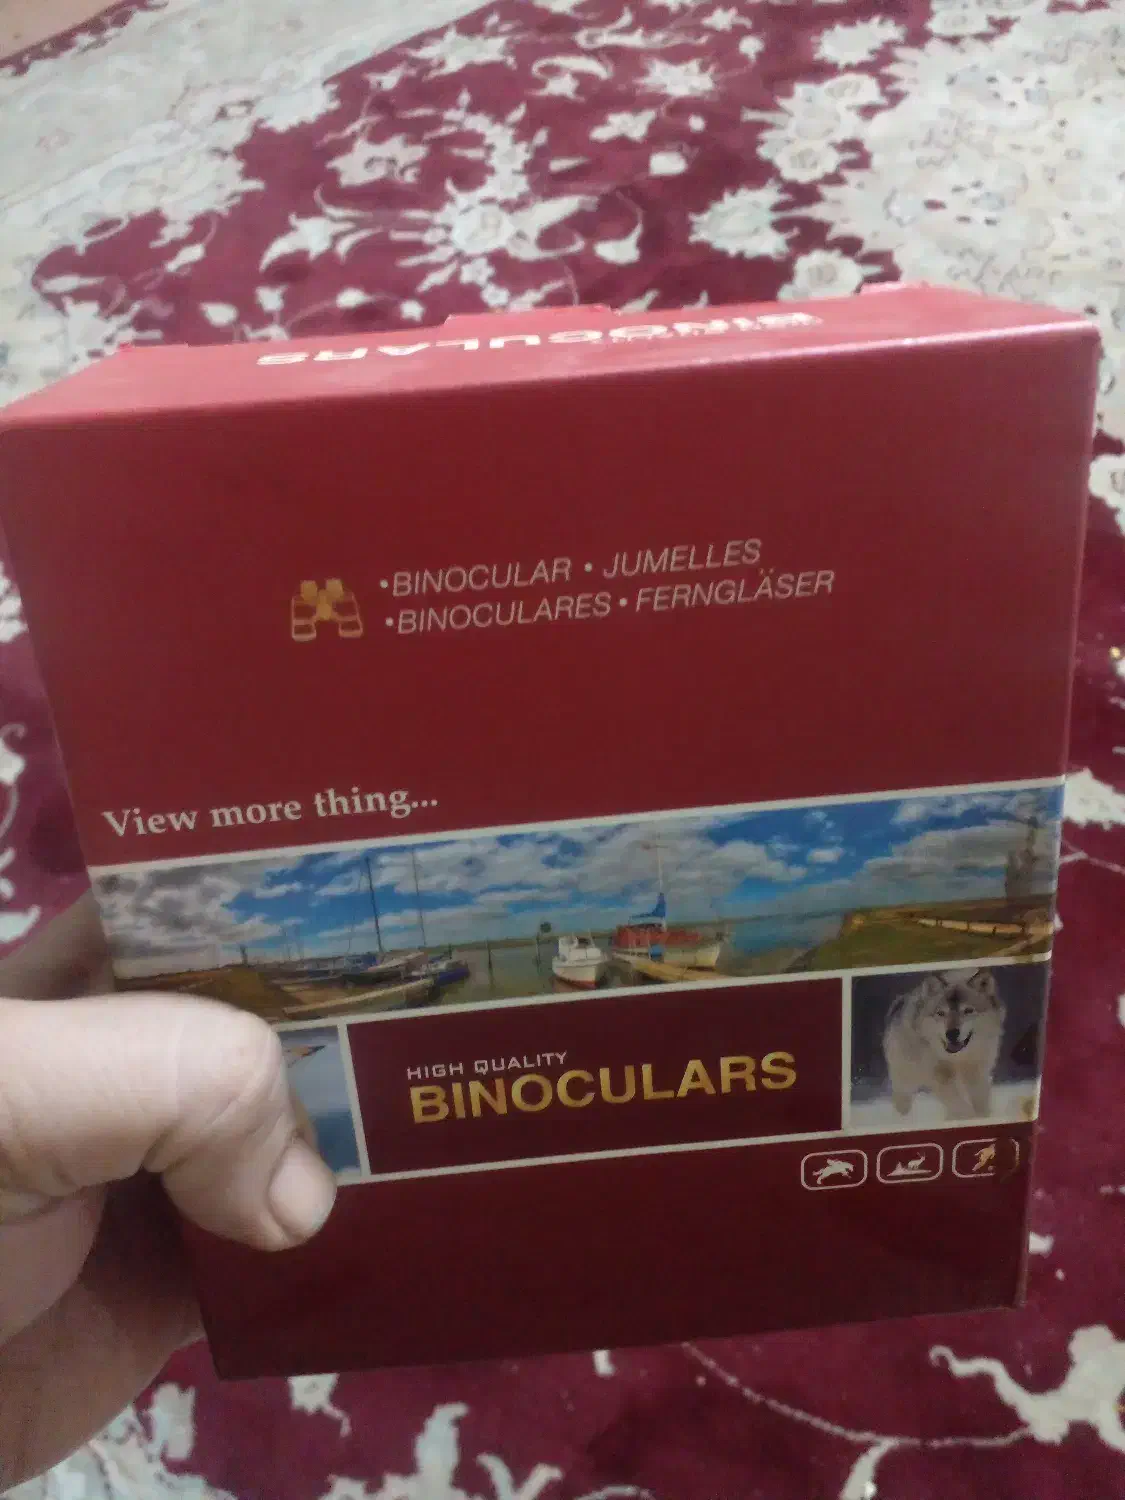 BINOCULARS
•BINOCULAR • JUMELLES
•BINOCULARES • FERNGLÄSER
View more thing...
HIGH QUALITY
BINOCULARS